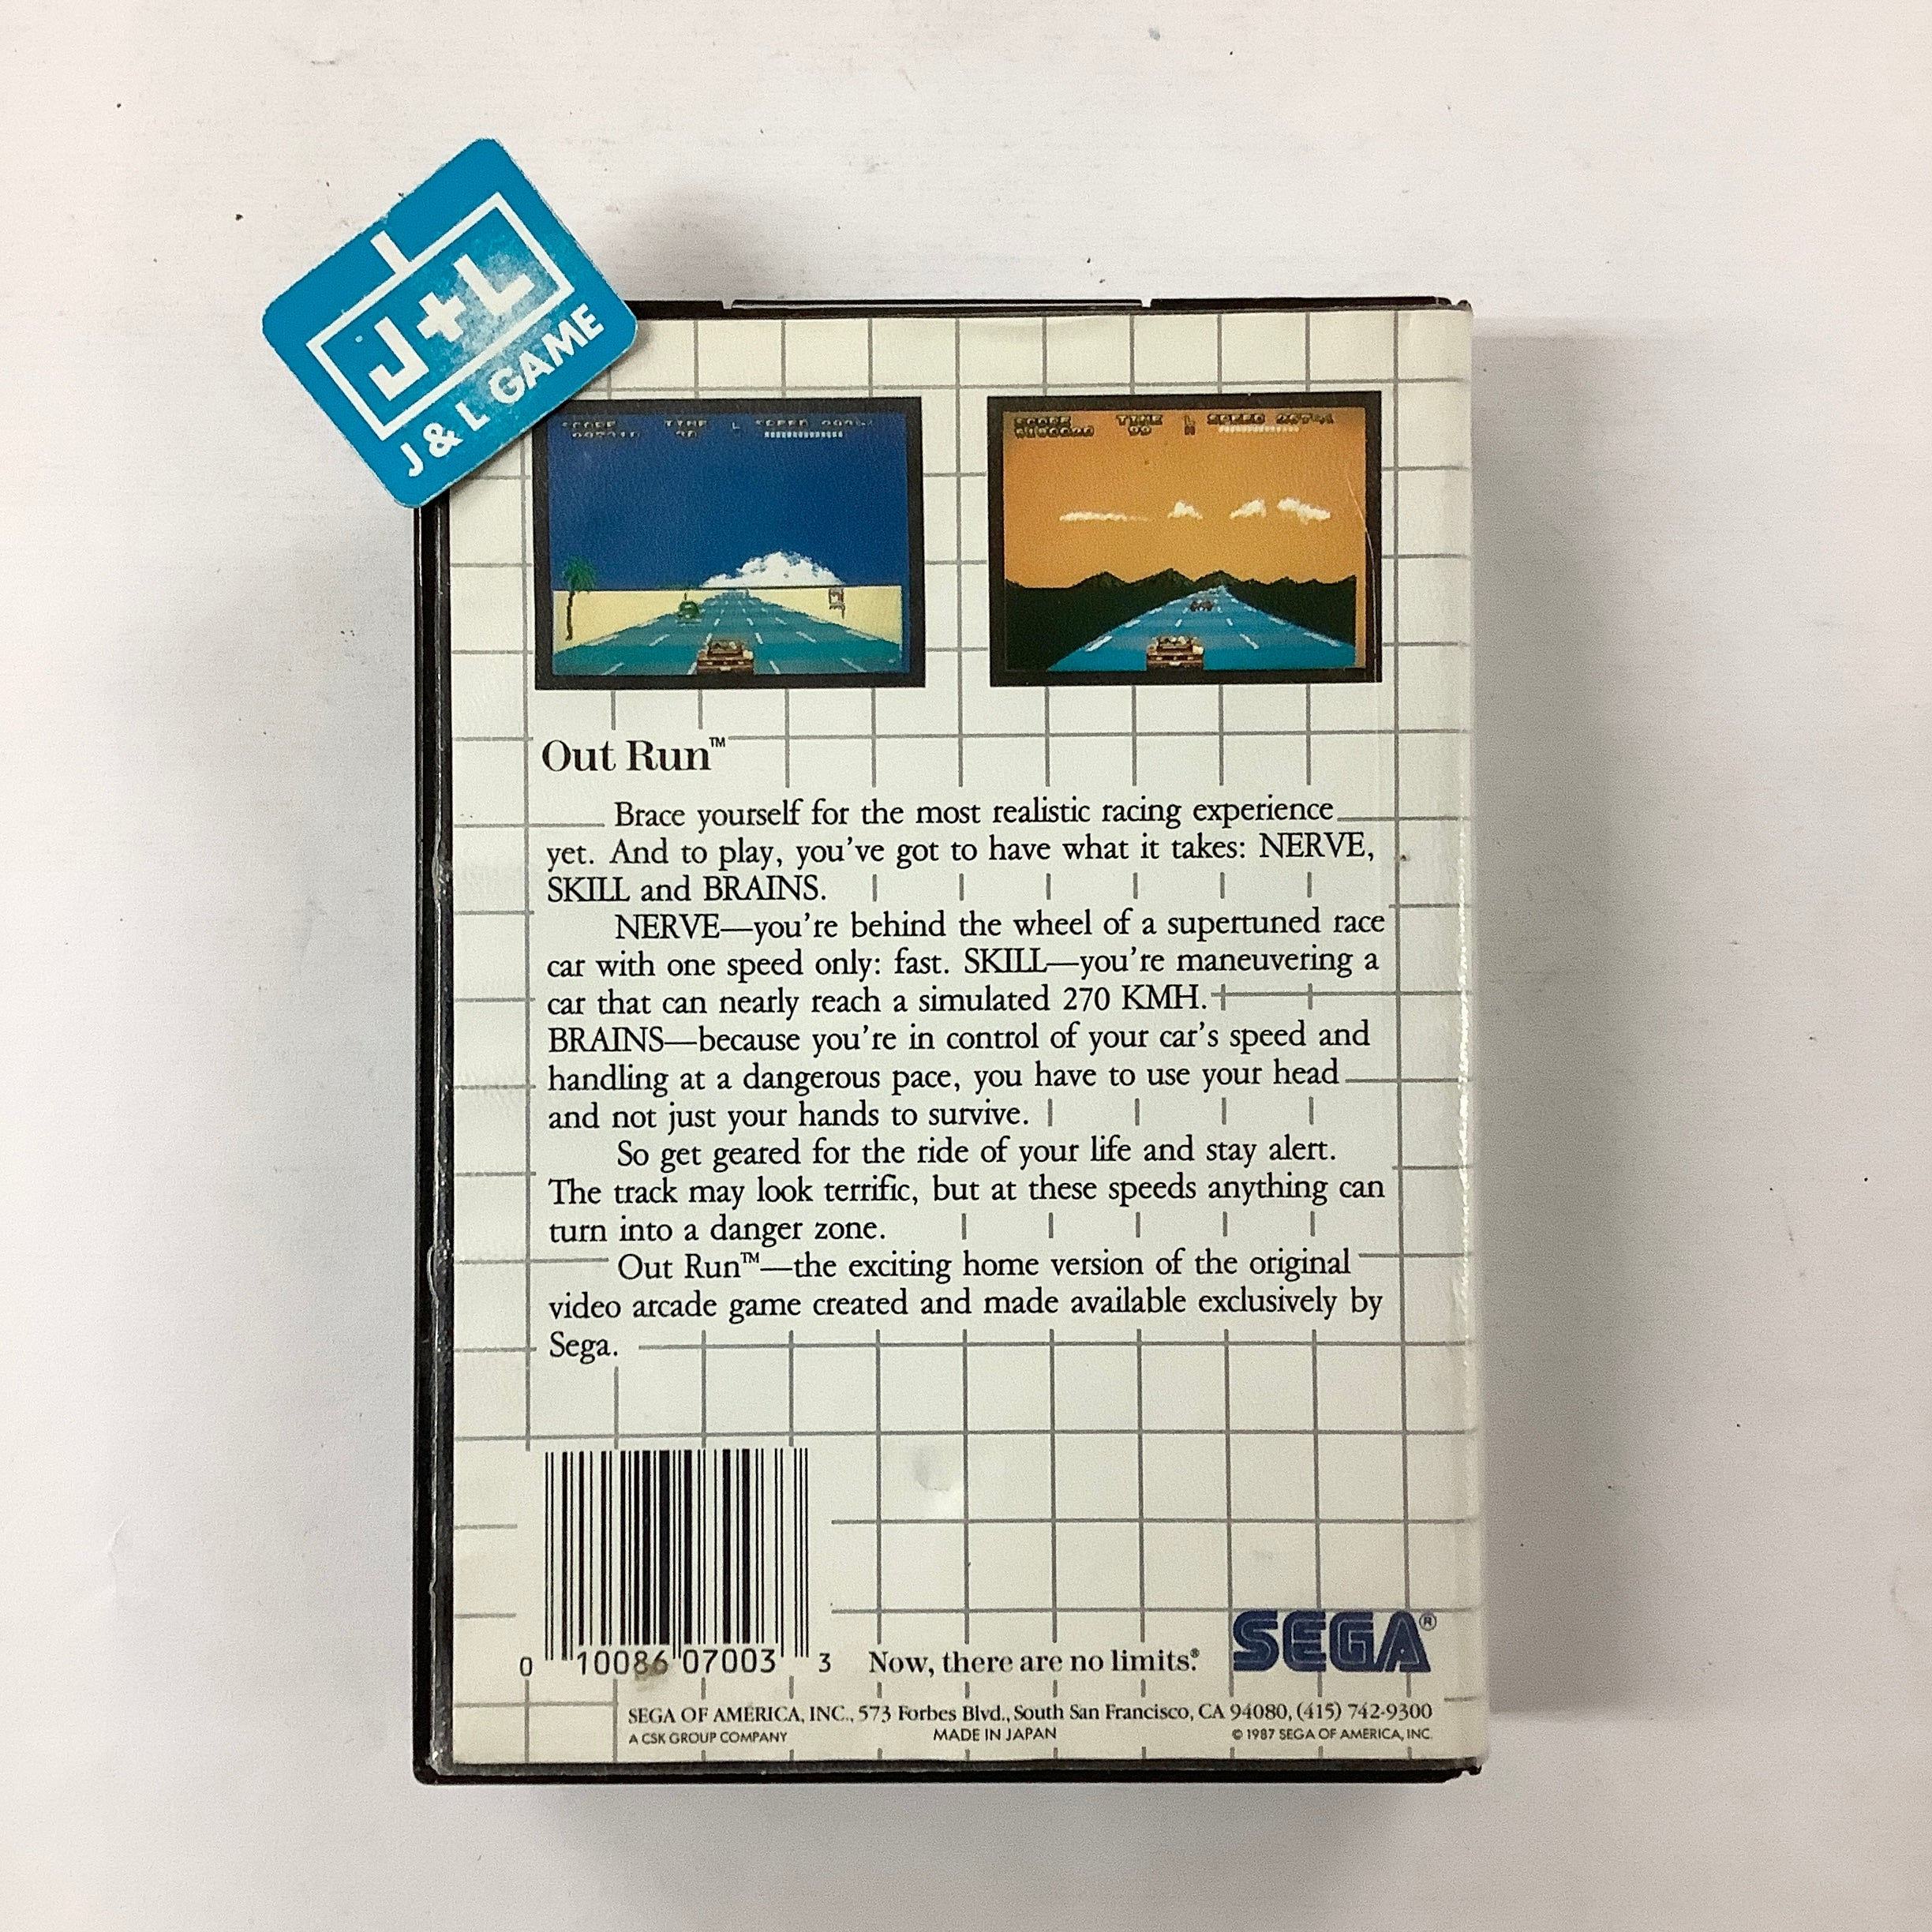 J+L
J & L GAME
SCORE TIME L SPEED
SCORE TIME L SPEED
Out Run™
Brace yourself for the most realistic racing experience
yet. And to play, you've got to have what it takes: NERVE,
SKILL and BRAINS.
NERVE—you're behind the wheel of a supertuned race
car with one speed only: fast. SKILL—you're maneuvering a
car that can nearly reach a simulated 270 KMH.
BRAINS—because you're in control of your car's speed and
handling at a dangerous pace, you have to use your head
and not just your hands to survive.
So get geared for the ride of your life and stay alert.
The track may look terrific, but at these speeds anything can
turn into a danger zone.
Out Run™—the exciting home version of the original
video arcade game created and made available exclusively by
Sega.
0 10086 07003 3
Now, there are no limits.®
SEGA®
SEGA OF AMERICA, INC., 573 Forbes Blvd., South San Francisco, CA 94080, (415) 742-9300
A CSK GROUP COMPANY MADE IN JAPAN © 1987 SEGA OF AMERICA, INC.